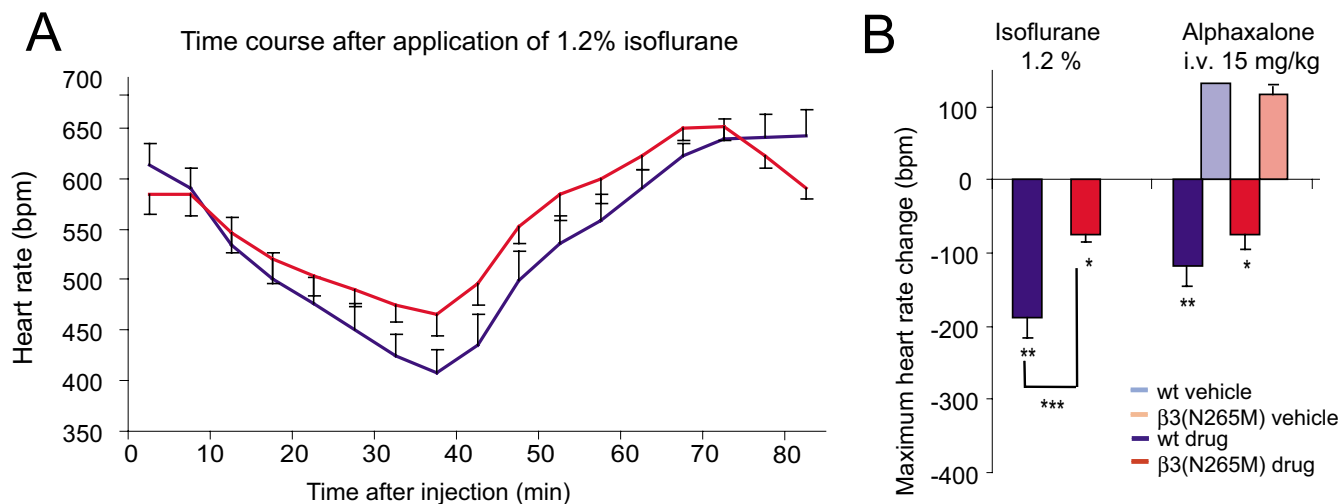 A
Time course after application of 1.2% isoflurane
Heart rate (bpm)
700
650
600
550
500
450
400
350
0 10 20 30 40 50 60 70 80
Time after injection (min)
B
Isoflurane
1.2 %
Alphaxalone
i.v. 15 mg/kg
Maximum heart rate change (bpm)
100
0
-100
-200
-300
-400
**
*
***
**
*
wt vehicle
β3(N265M) vehicle
wt drug
β3(N265M) drug